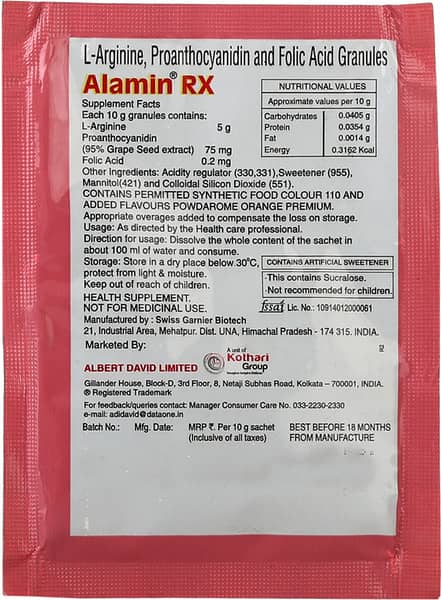 L-Arginine, Proanthocyanidin and Folic Acid Granules
Alamin® RX
Supplement Facts
Each 10 g granules contains:
L-Arginine 5 g
Proanthocyanidin
(95% Grape Seed extract) 75 mg
Folic Acid 0.2 mg
NUTRITIONAL VALUES
Approximate values per 10 g
Carbohydrates 0.0405 g
Protein 0.0354 g
Fat 0.0014 g
Energy 0.3162 Kcal
Other Ingredients: Acidity regulator (330,331),Sweetener (955),
Mannitol(421) and Colloidal Silicon Dioxide (551).
CONTAINS PERMITTED SYNTHETIC FOOD COLOUR 110 AND
ADDED FLAVOURS POWDAROME ORANGE PREMIUM.
Appropriate overages added to compensate the loss on storage.
Usage: As directed by the Health care professional.
Direction for usage: Dissolve the whole content of the sachet in
about 100 ml of water and consume.
Storage: Store in a dry place below 30°C,
protect from light & moisture.
Keep out of reach of children.
CONTAINS ARTIFICIAL SWEETENER
-This contains Sucralose.
-Not recommended for children.
HEALTH SUPPLEMENT.
NOT FOR MEDICINAL USE.
fssai Lic. No.: 10914012000061
Manufactured by : Swiss Garnier Biotech
21, Industrial Area, Mehatpur. Dist. UNA, Himachal Pradesh - 174 315. INDIA.
Marketed By:
ALBERT DAVID LIMITED
A unit of
Kothari
Group
Gillander House, Block-D, 3rd Floor, 8, Netaji Subhas Road, Kolkata – 700001, INDIA.
® Registered Trademark
For feedback/queries contact: Manager Consumer Care No. 033-2230-2330
e-mail: adidavid@dataone.in
Batch No.: Mfg. Date: MRP ₹. Per 10 g sachet
(Inclusive of all taxes)
BEST BEFORE 18 MONTHS
FROM MANUFACTURE